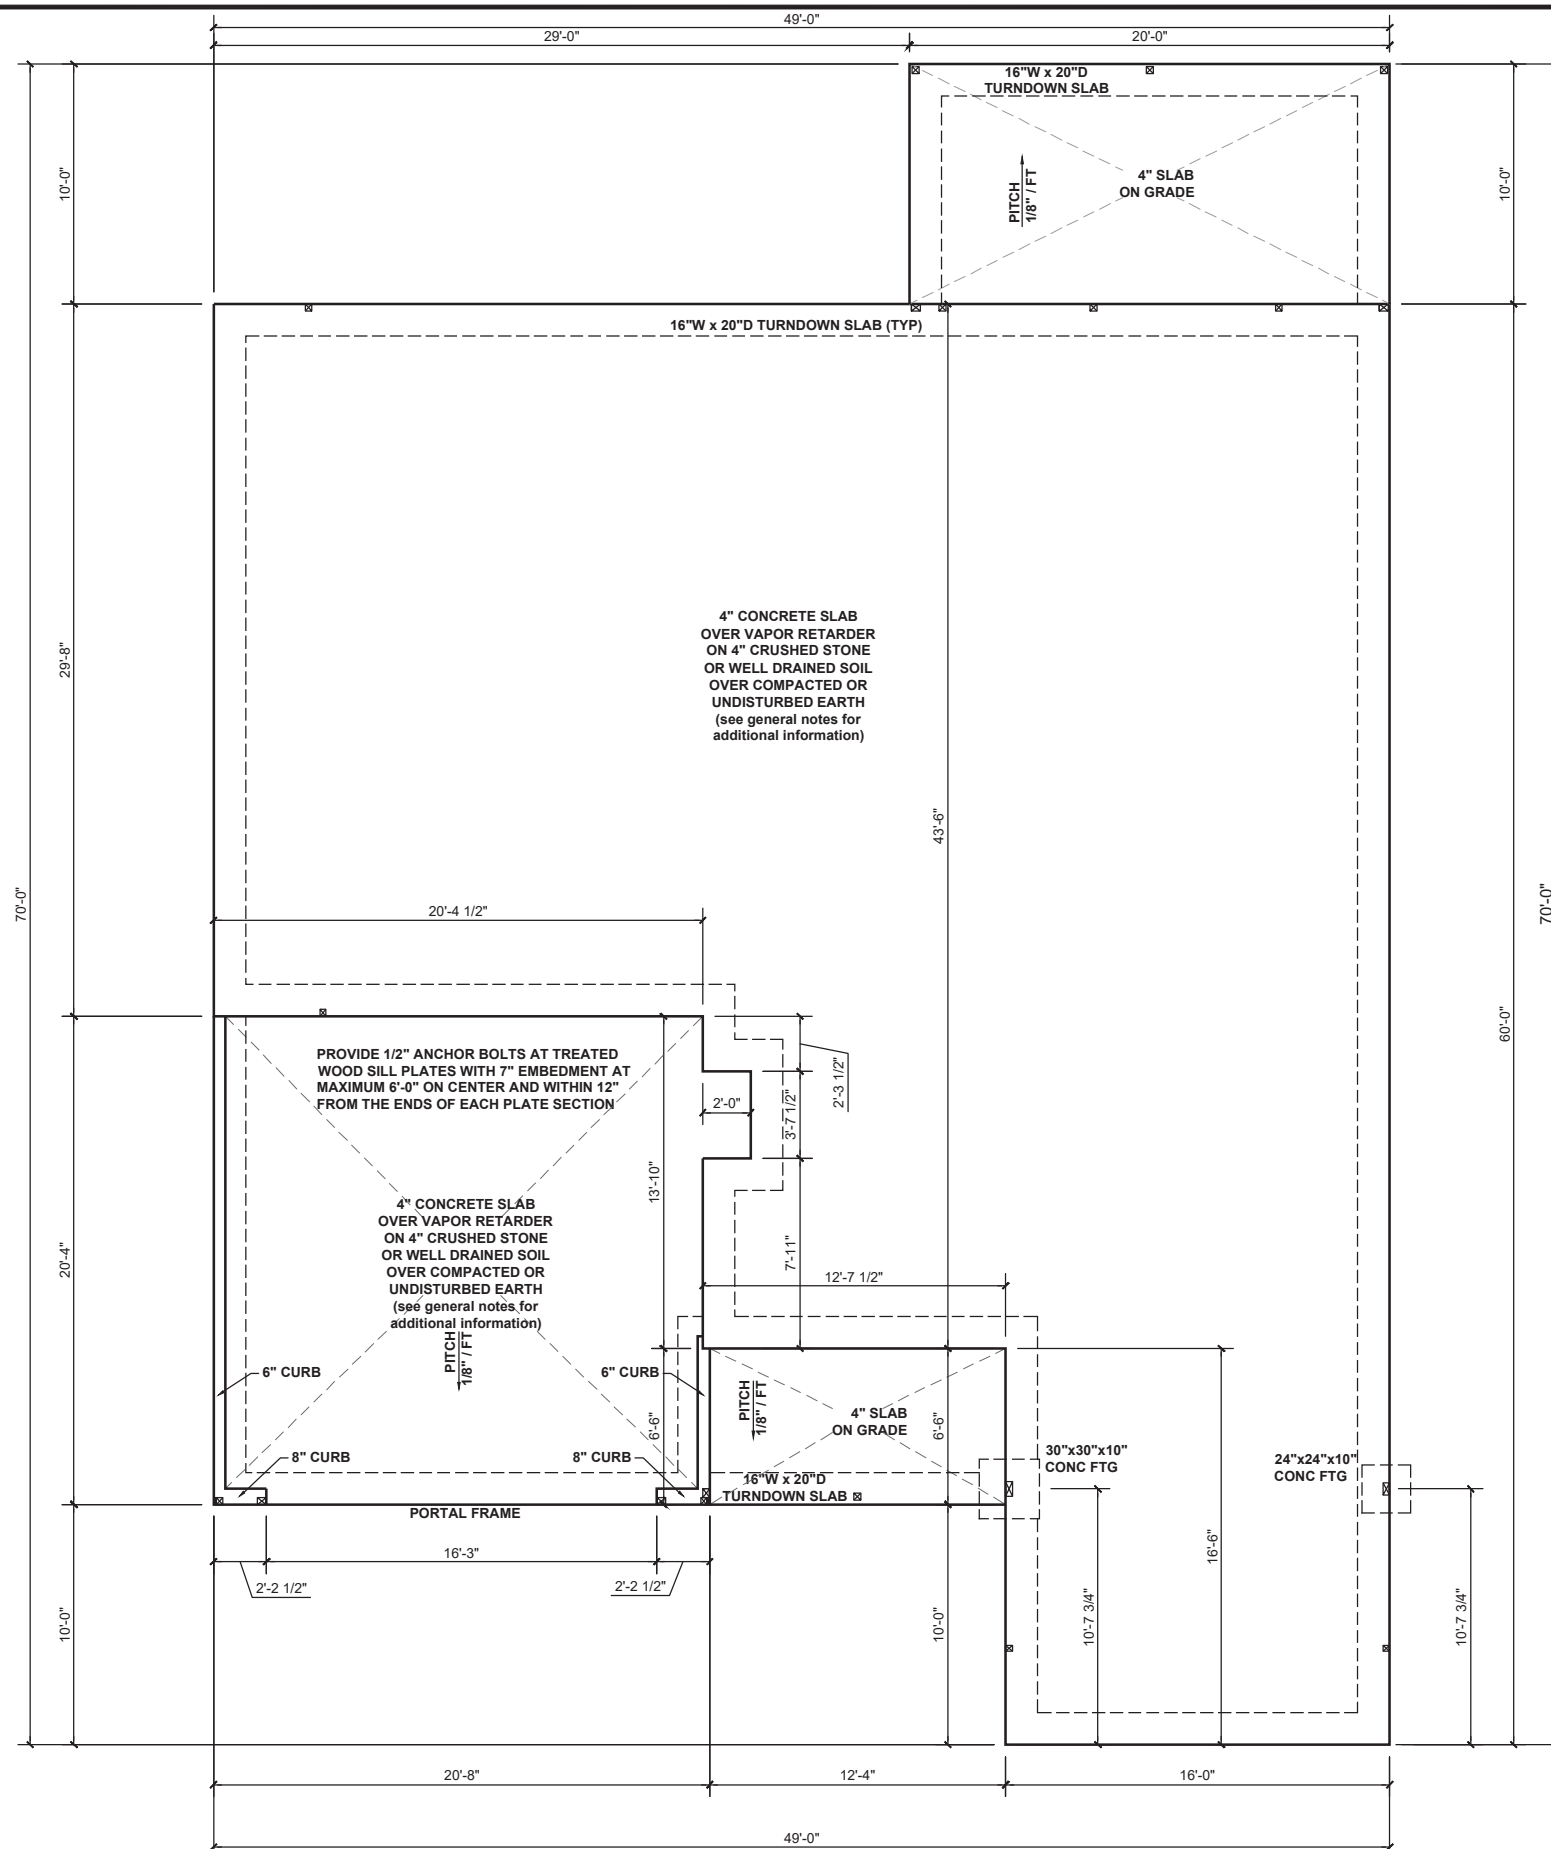 49'-0"
29'-0"
20'-0"
16"W x 20"D
TURNDOWN SLAB
10'-0"
PITCH
1/8" / FT
4" SLAB
ON GRADE
10'-0"
16"W x 20"D TURNDOWN SLAB (TYP)
29'-8"
4" CONCRETE SLAB
OVER VAPOR RETARDER
ON 4" CRUSHED STONE
OR WELL DRAINED SOIL
OVER COMPACTED OR
UNDISTURBED EARTH
(see general notes for
additional information)
43'-6"
70'-0"
20'-4 1/2"
70'-0"
60'-0"
PROVIDE 1/2" ANCHOR BOLTS AT TREATED
WOOD SILL PLATES WITH 7" EMBEDMENT AT
MAXIMUM 6'-0" ON CENTER AND WITHIN 12"
FROM THE ENDS OF EACH PLATE SECTION
2'-0"
3'-7 1/2"
2'-3 1/2"
13'-10"
20'-4"
4" CONCRETE SLAB
OVER VAPOR RETARDER
ON 4" CRUSHED STONE
OR WELL DRAINED SOIL
OVER COMPACTED OR
UNDISTURBED EARTH
(see general notes for
additional information)
7'-11"
12'-7 1/2"
PITCH
1/8" / FT
6" CURB
6" CURB
PITCH
1/8" / FT
6'-6"
4" SLAB
ON GRADE
6'-6"
8" CURB
8" CURB
30"x30"x10"
CONC FTG
24"x24"x10"
CONC FTG
16"W x 20"D
TURNDOWN SLAB
PORTAL FRAME
16'-3"
2'-2 1/2"
2'-2 1/2"
16'-6"
10'-0"
10'-0"
10'-7 3/4"
10'-7 3/4"
20'-8"
12'-4"
16'-0"
49'-0"